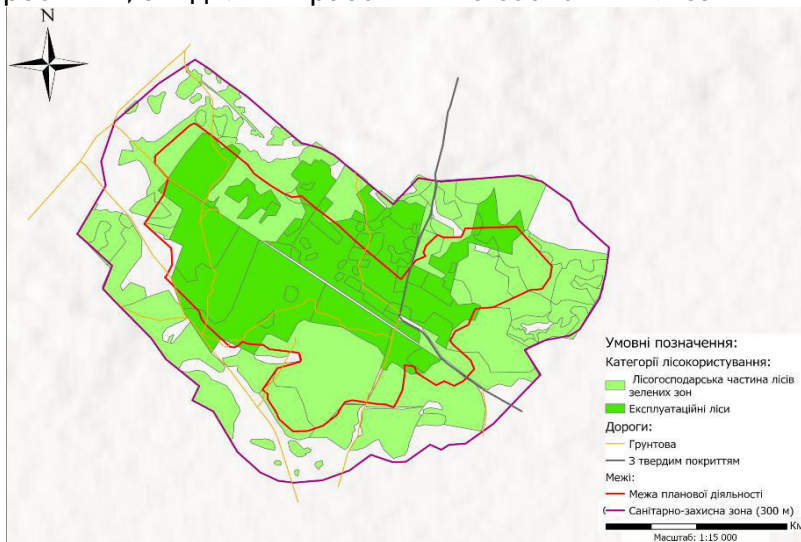 N
Умовні позначення:
Категорії лісокористування:
Лісогосподарська частина лісів
зелених зон
Експлуатаційні ліси
Дороги:
Грунтова
З твердим покриттям
Межі:
Межа планової діяльності
Санітарно-захисна зона (300 м)
Км
Масштаб: 1:15 000